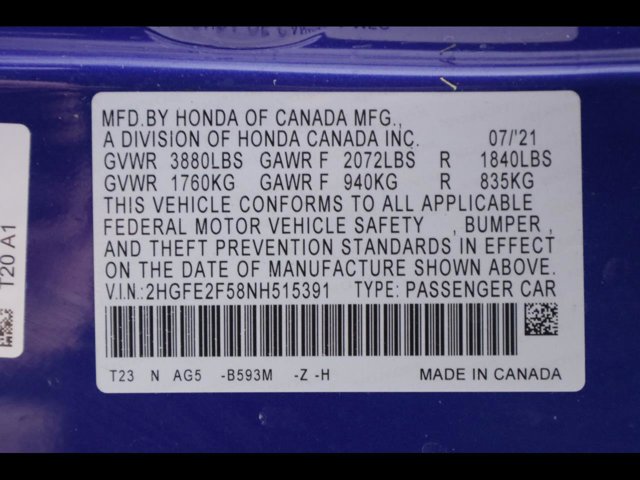 MFD.BY HONDA OF CANADA MFG.,
A DIVISION OF HONDA CANADA INC. 07/'21
GVWR 3880LBS GAWR F 2072LBS R 1840LBS
GVWR 1760KG GAWR F 940KG R 835KG
THIS VEHICLE CONFORMS TO ALL APPLICABLE
FEDERAL MOTOR VEHICLE SAFETY , BUMPER ,
AND THEFT PREVENTION STANDARDS IN EFFECT
ON THE DATE OF MANUFACTURE SHOWN ABOVE.
V.I.N.:2HGFE2F58NH515391 TYPE: PASSENGER CAR
T23 N AG5 -B593M -Z -H MADE IN CANADA
T20 A1